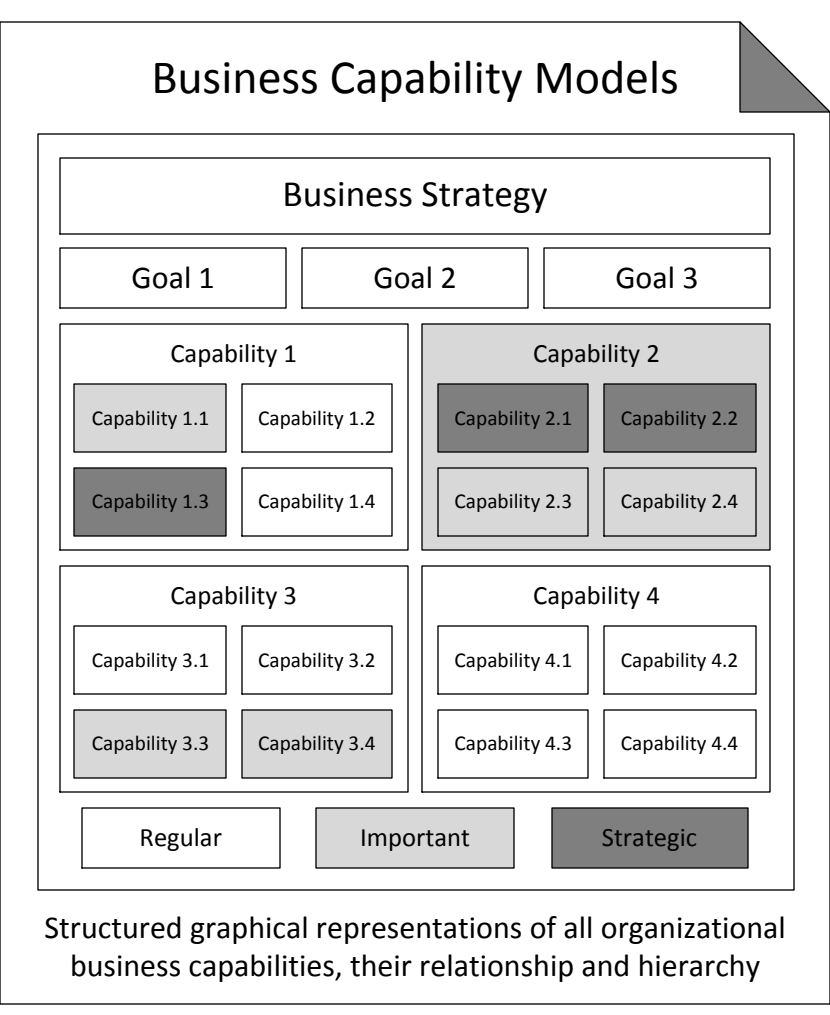 Business Capability Models
Business Strategy
Goal 1
Goal 2
Goal 3
Capability 1
Capability 1.1
Capability 1.2
Capability 1.3
Capability 1.4
Capability 2
Capability 2.1
Capability 2.2
Capability 2.3
Capability 2.4
Capability 3
Capability 3.1
Capability 3.2
Capability 3.3
Capability 3.4
Capability 4
Capability 4.1
Capability 4.2
Capability 4.3
Capability 4.4
Regular
Important
Strategic
Structured graphical representations of all organizational
business capabilities, their relationship and hierarchy